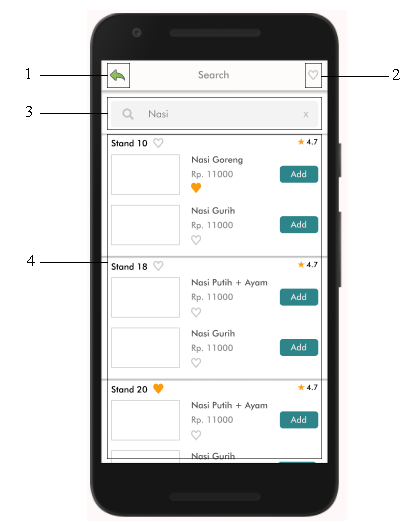 1
Search
2
3
Nasi
x
Stand 10
4.7
Nasi Goreng
Rp. 11000
Add
Nasi Gurih
Rp. 11000
Add
4
Stand 18
4.7
Nasi Putih + Ayam
Rp. 11000
Add
Nasi Gurih
Rp. 11000
Add
Stand 20
4.7
Nasi Putih + Ayam
Rp. 11000
Add
Nasi Gurih